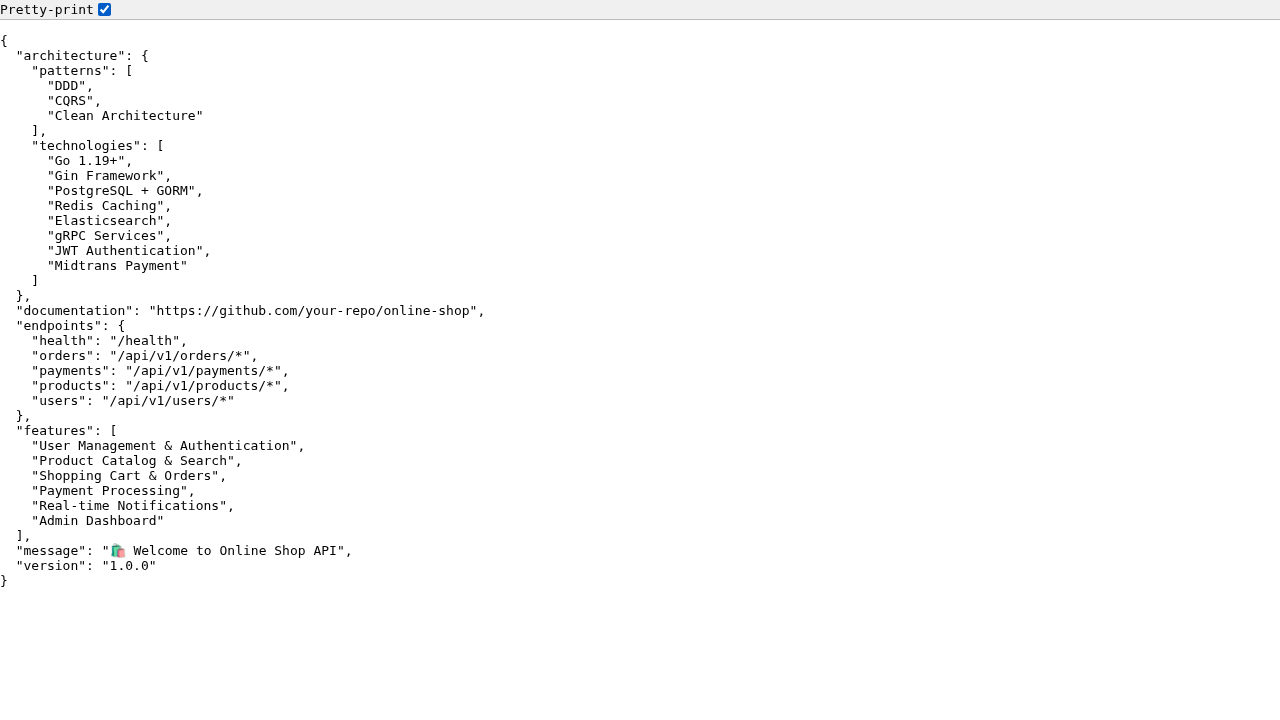 Pretty-print
{
  "architecture": {
    "patterns": [
      "DDD",
      "CQRS",
      "Clean Architecture"
    ],
    "technologies": [
      "Go 1.19+",
      "Gin Framework",
      "PostgreSQL + GORM",
      "Redis Caching",
      "Elasticsearch",
      "gRPC Services",
      "JWT Authentication",
      "Midtrans Payment"
    ]
  },
  "documentation": "https://github.com/your-repo/online-shop",
  "endpoints": {
    "health": "/health",
    "orders": "/api/v1/orders/*",
    "payments": "/api/v1/payments/*",
    "products": "/api/v1/products/*",
    "users": "/api/v1/users/*"
  },
  "features": [
    "User Management & Authentication",
    "Product Catalog & Search",
    "Shopping Cart & Orders",
    "Payment Processing",
    "Real-time Notifications",
    "Admin Dashboard"
  ],
  "message": "🛍️ Welcome to Online Shop API",
  "version": "1.0.0"
}